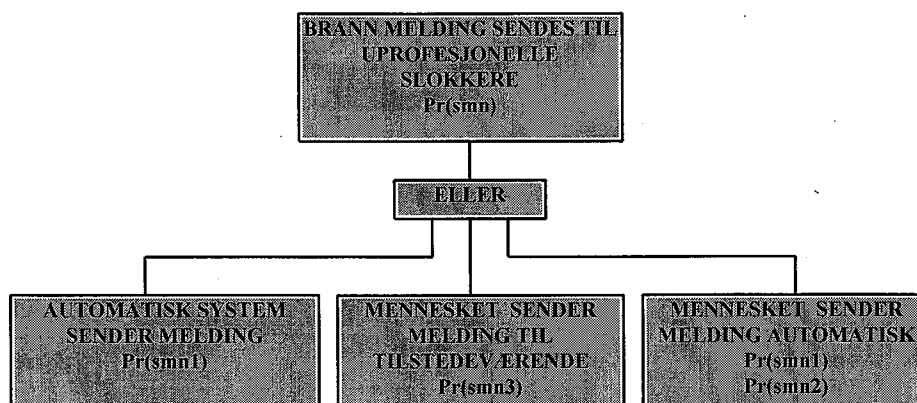 BRANN MELDING SENDES TIL
UPROFESJONELLE
SLOKKERE
Pr(smn)
ELLER
AUTOMATISK SYSTEM
SENDER MELDING
Pr(smn1)
MENNESKET SENDER
MELDING TIL
TILSTEDEVÆRENDE
Pr(smn3)
MENNESKET SENDER
MELDING AUTOMATISK
Pr(smn1)
Pr(smn2)